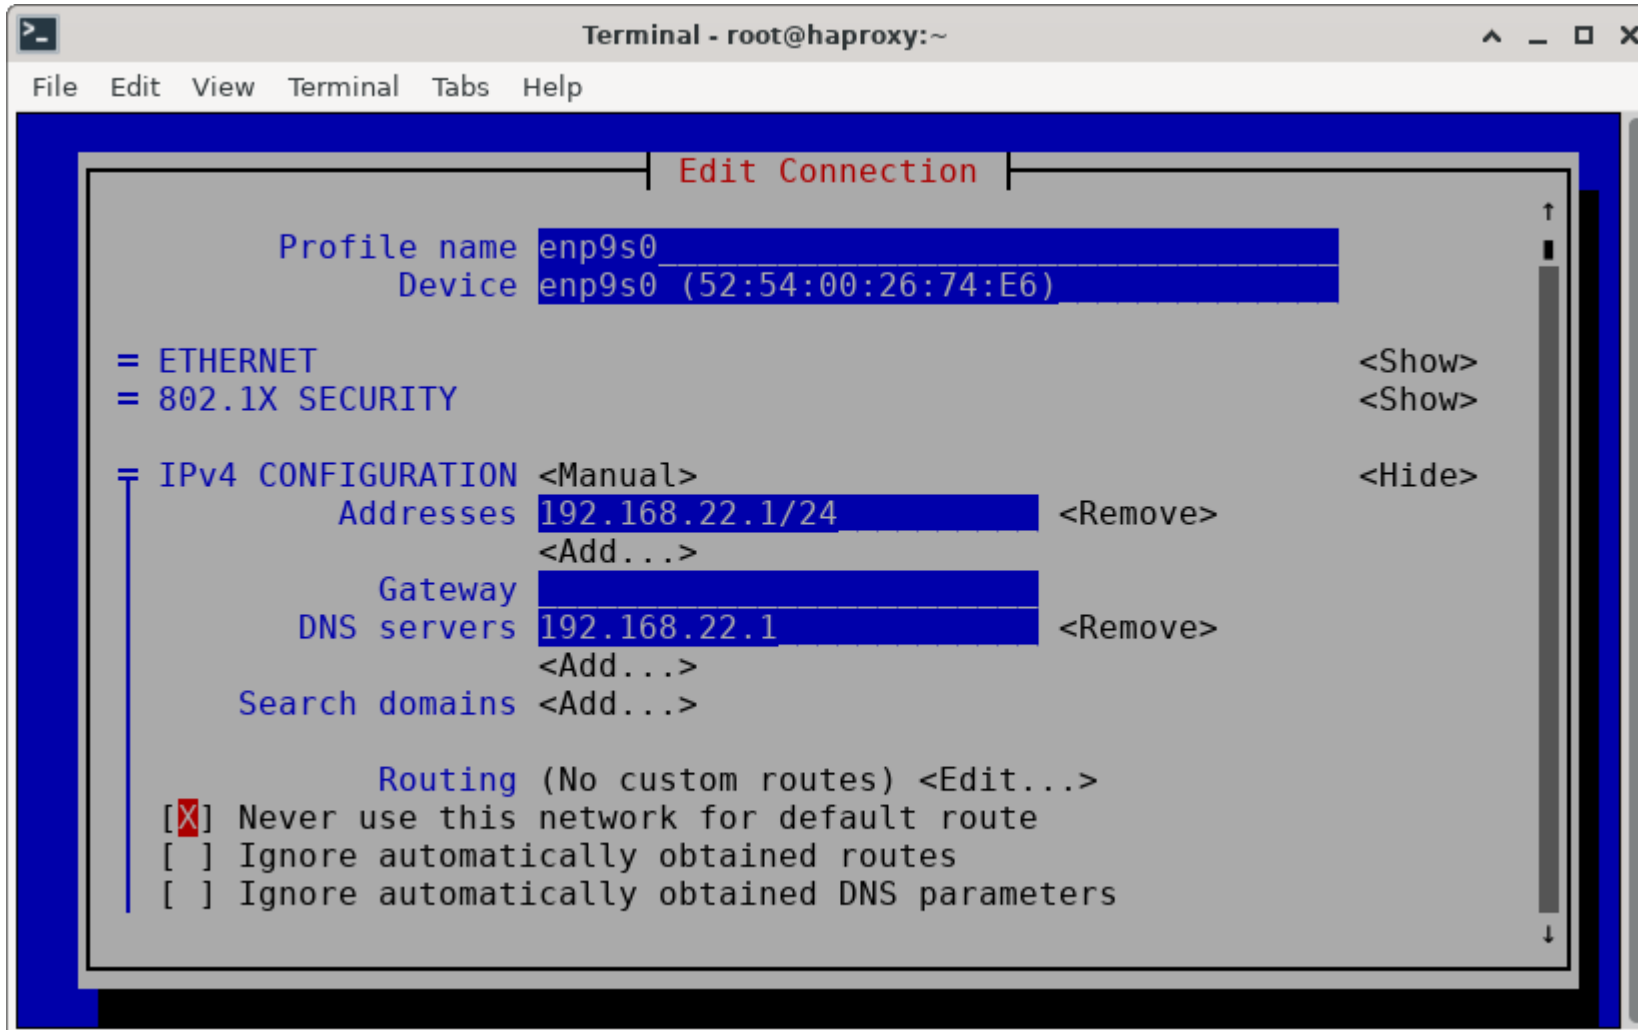 Terminal - root@haproxy:~
File Edit View Terminal Tabs Help
Edit Connection
Profile name enp9s0
Device enp9s0 (52:54:00:26:74:E6)
= ETHERNET <Show>
= 802.1X SECURITY <Show>
= IPv4 CONFIGURATION <Manual> <Hide>
Addresses 192.168.22.1/24 <Remove>
<Add...>
Gateway
DNS servers 192.168.22.1 <Remove>
<Add...>
Search domains <Add...>
Routing (No custom routes) <Edit...>
[X] Never use this network for default route
[ ] Ignore automatically obtained routes
[ ] Ignore automatically obtained DNS parameters